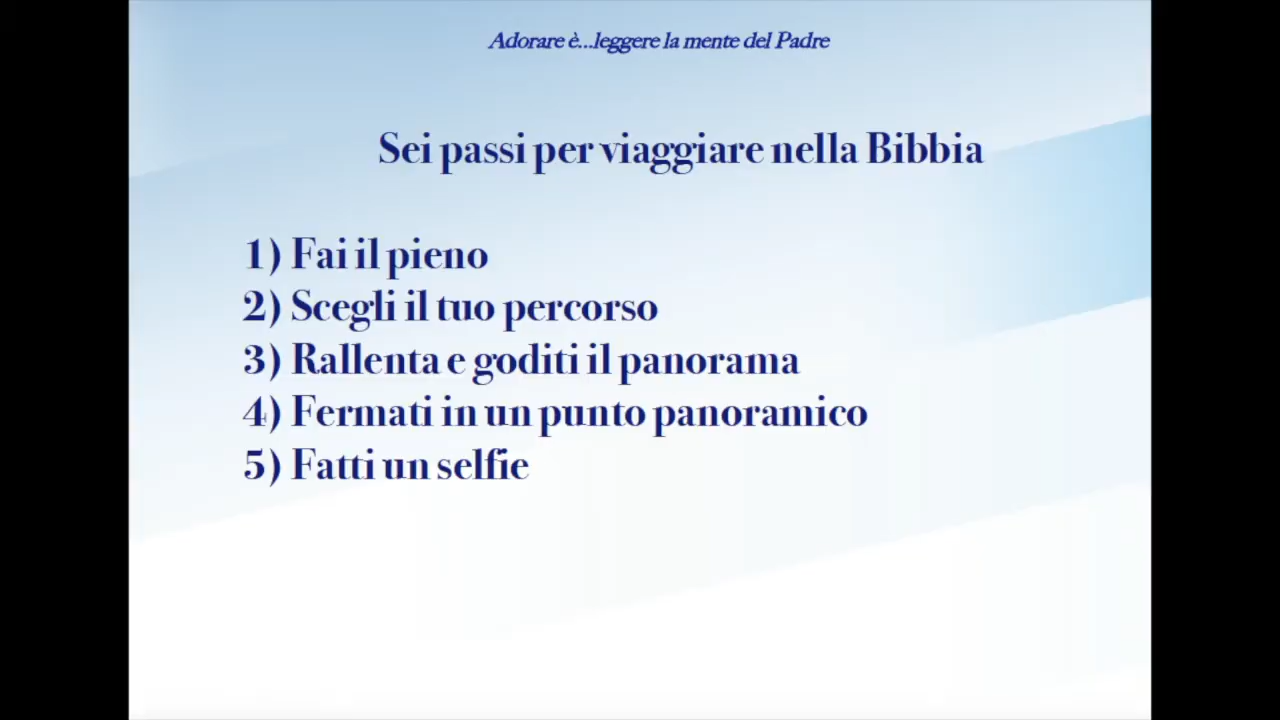 Adorare è...leggere la mente del Padre
Sei passi per viaggiare nella Bibbia
1) Fai il pieno
2) Scegli il tuo percorso
3) Rallenta e goditi il panorama
4) Fermati in un punto panoramico
5) Fatti un selfie